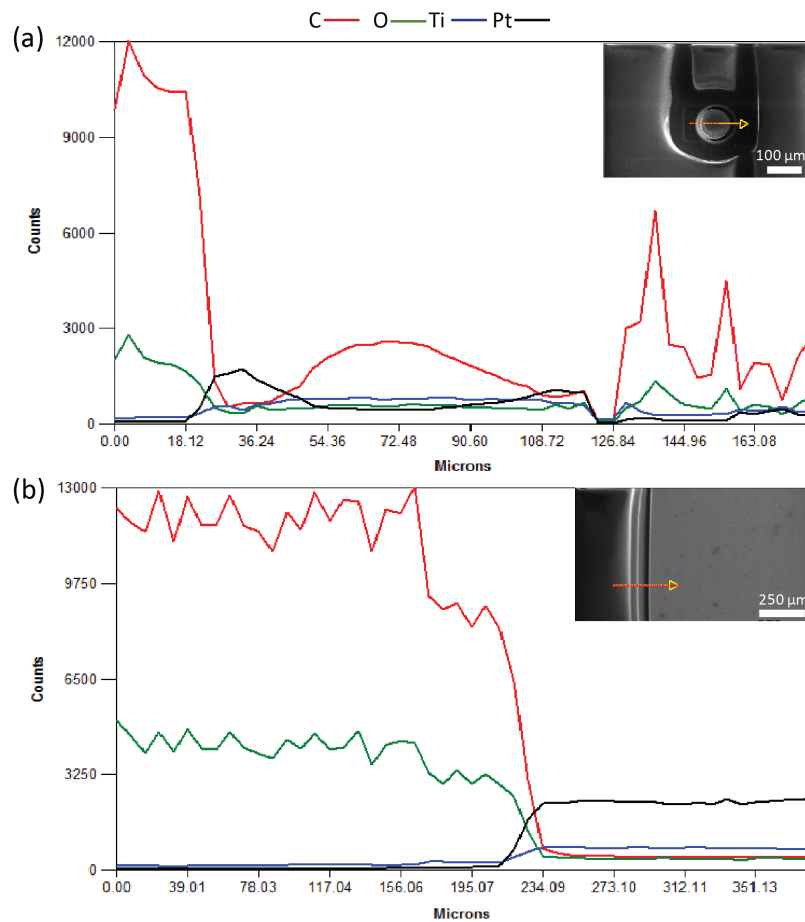 C O Ti Pt
(a)
12000
9000
6000
3000
0
Counts
100 µm
0.00 18.12 36.24 54.36 72.48 90.60 108.72 126.84 144.96 163.08
Microns
(b)
13000
9750
6500
3250
0
Counts
250 µm
0.00 39.01 78.03 117.04 156.06 195.07 234.09 273.10 312.11 351.13
Microns